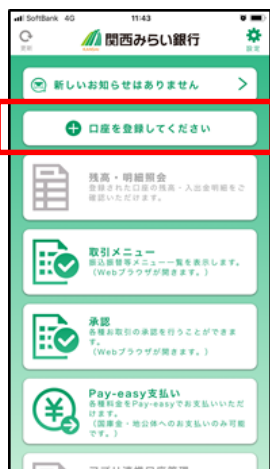 SoftBank 4G 11:43
更新
関西みらい銀行
設定
新しいお知らせはありません
口座を登録してください
残高・明細照会
登録された口座の残高・入出金明細をご
確認いただけます。
取引メニュー
振込振替等メニュー一覧を表示します。
（Webブラウザが開きます。）
承認
各種お取引の承認を行うことができま
す。
（Webブラウザが開きます。）
Pay-easy支払い
各種料金をPay-easyでお支払いいただ
けます。
（国庫金・地公体へのお支払いのみ可能
です。）